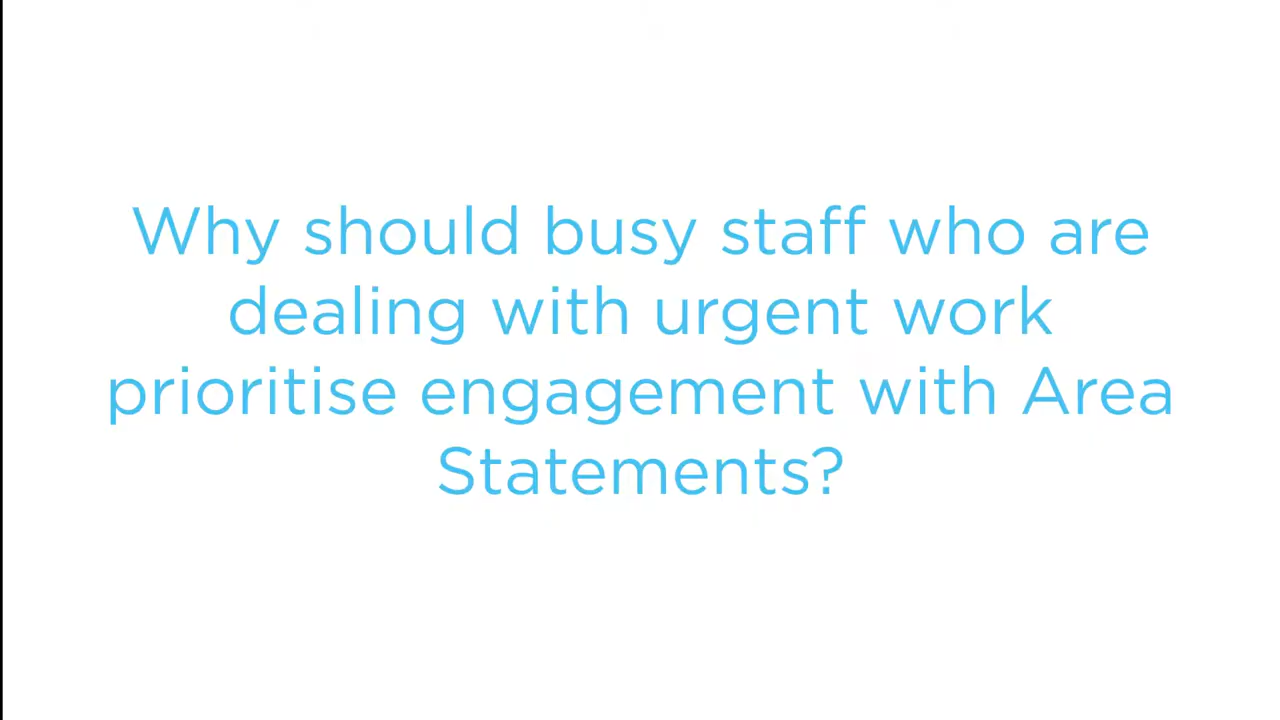 Why should busy staff who are
dealing with urgent work
prioritise engagement with Area
Statements?